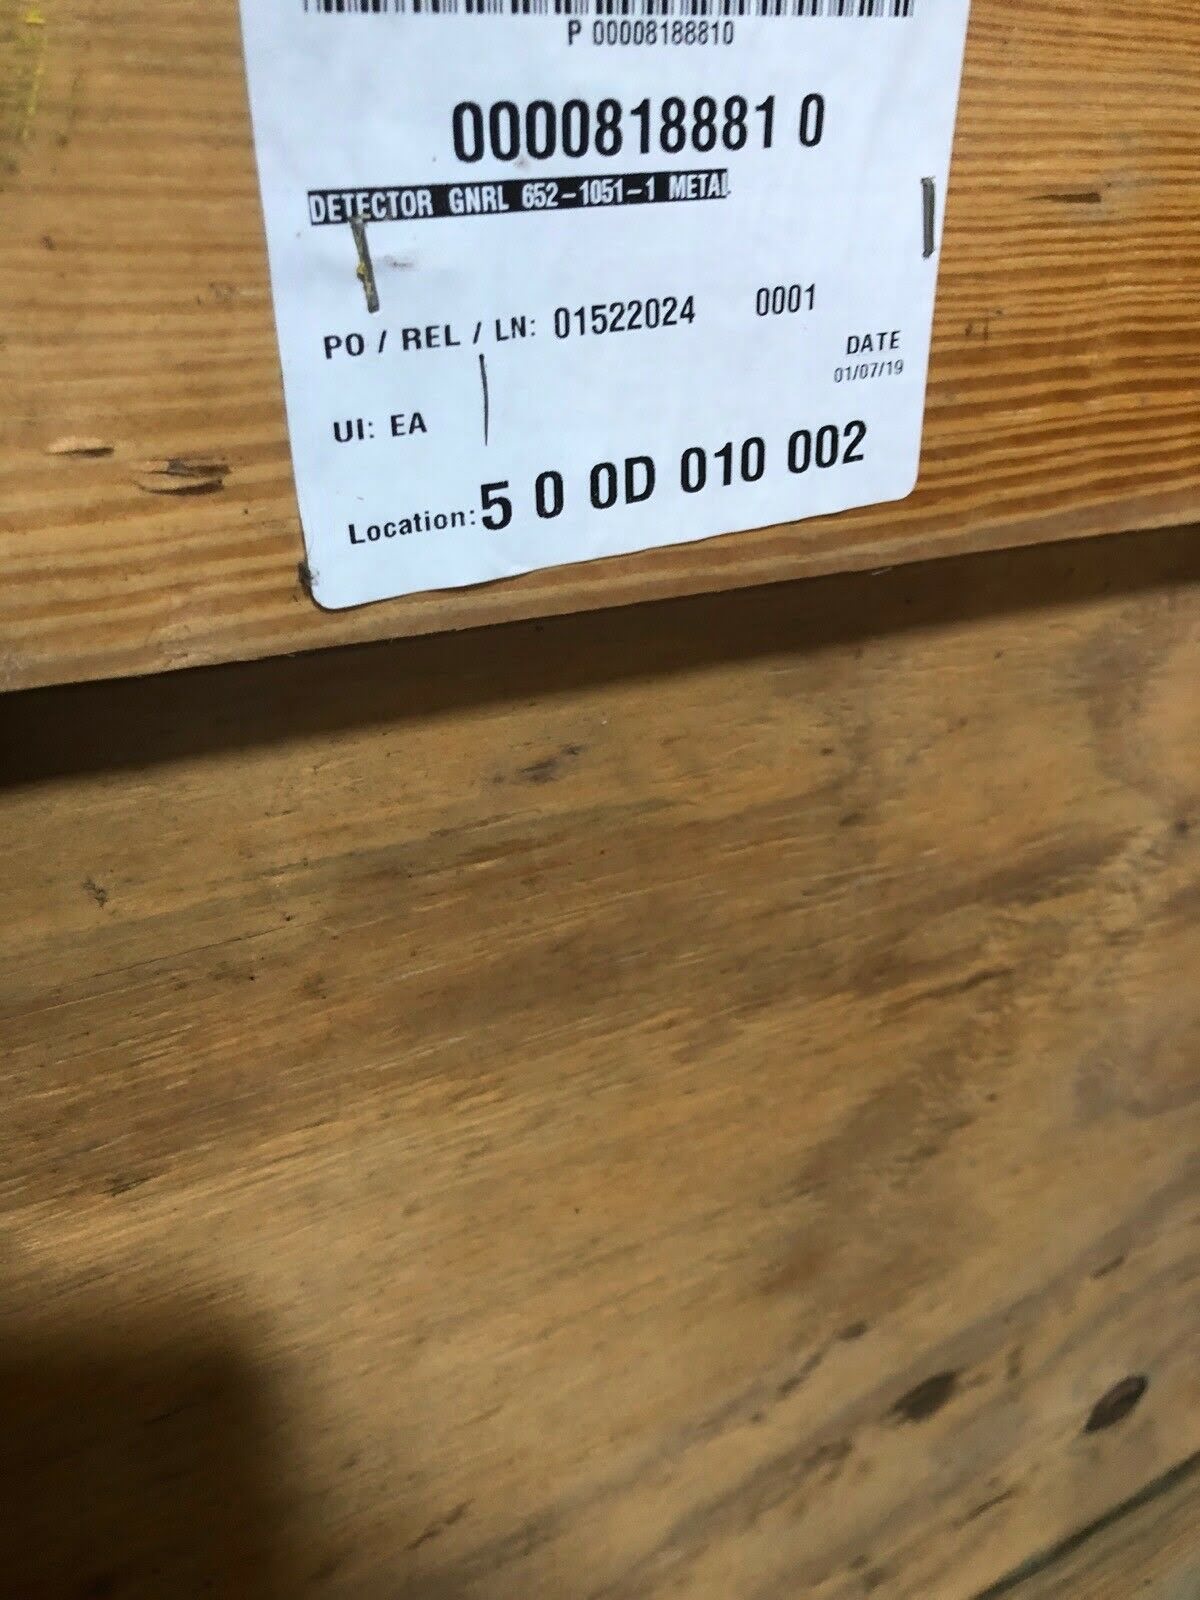 P 00008188810
0000818881 0
DETECTOR GNRL 652-1051-1 METAL
PO / REL / LN: 01522024 0001
DATE
01/07/19
UI: EA
Location: 5 0 0D 010 002